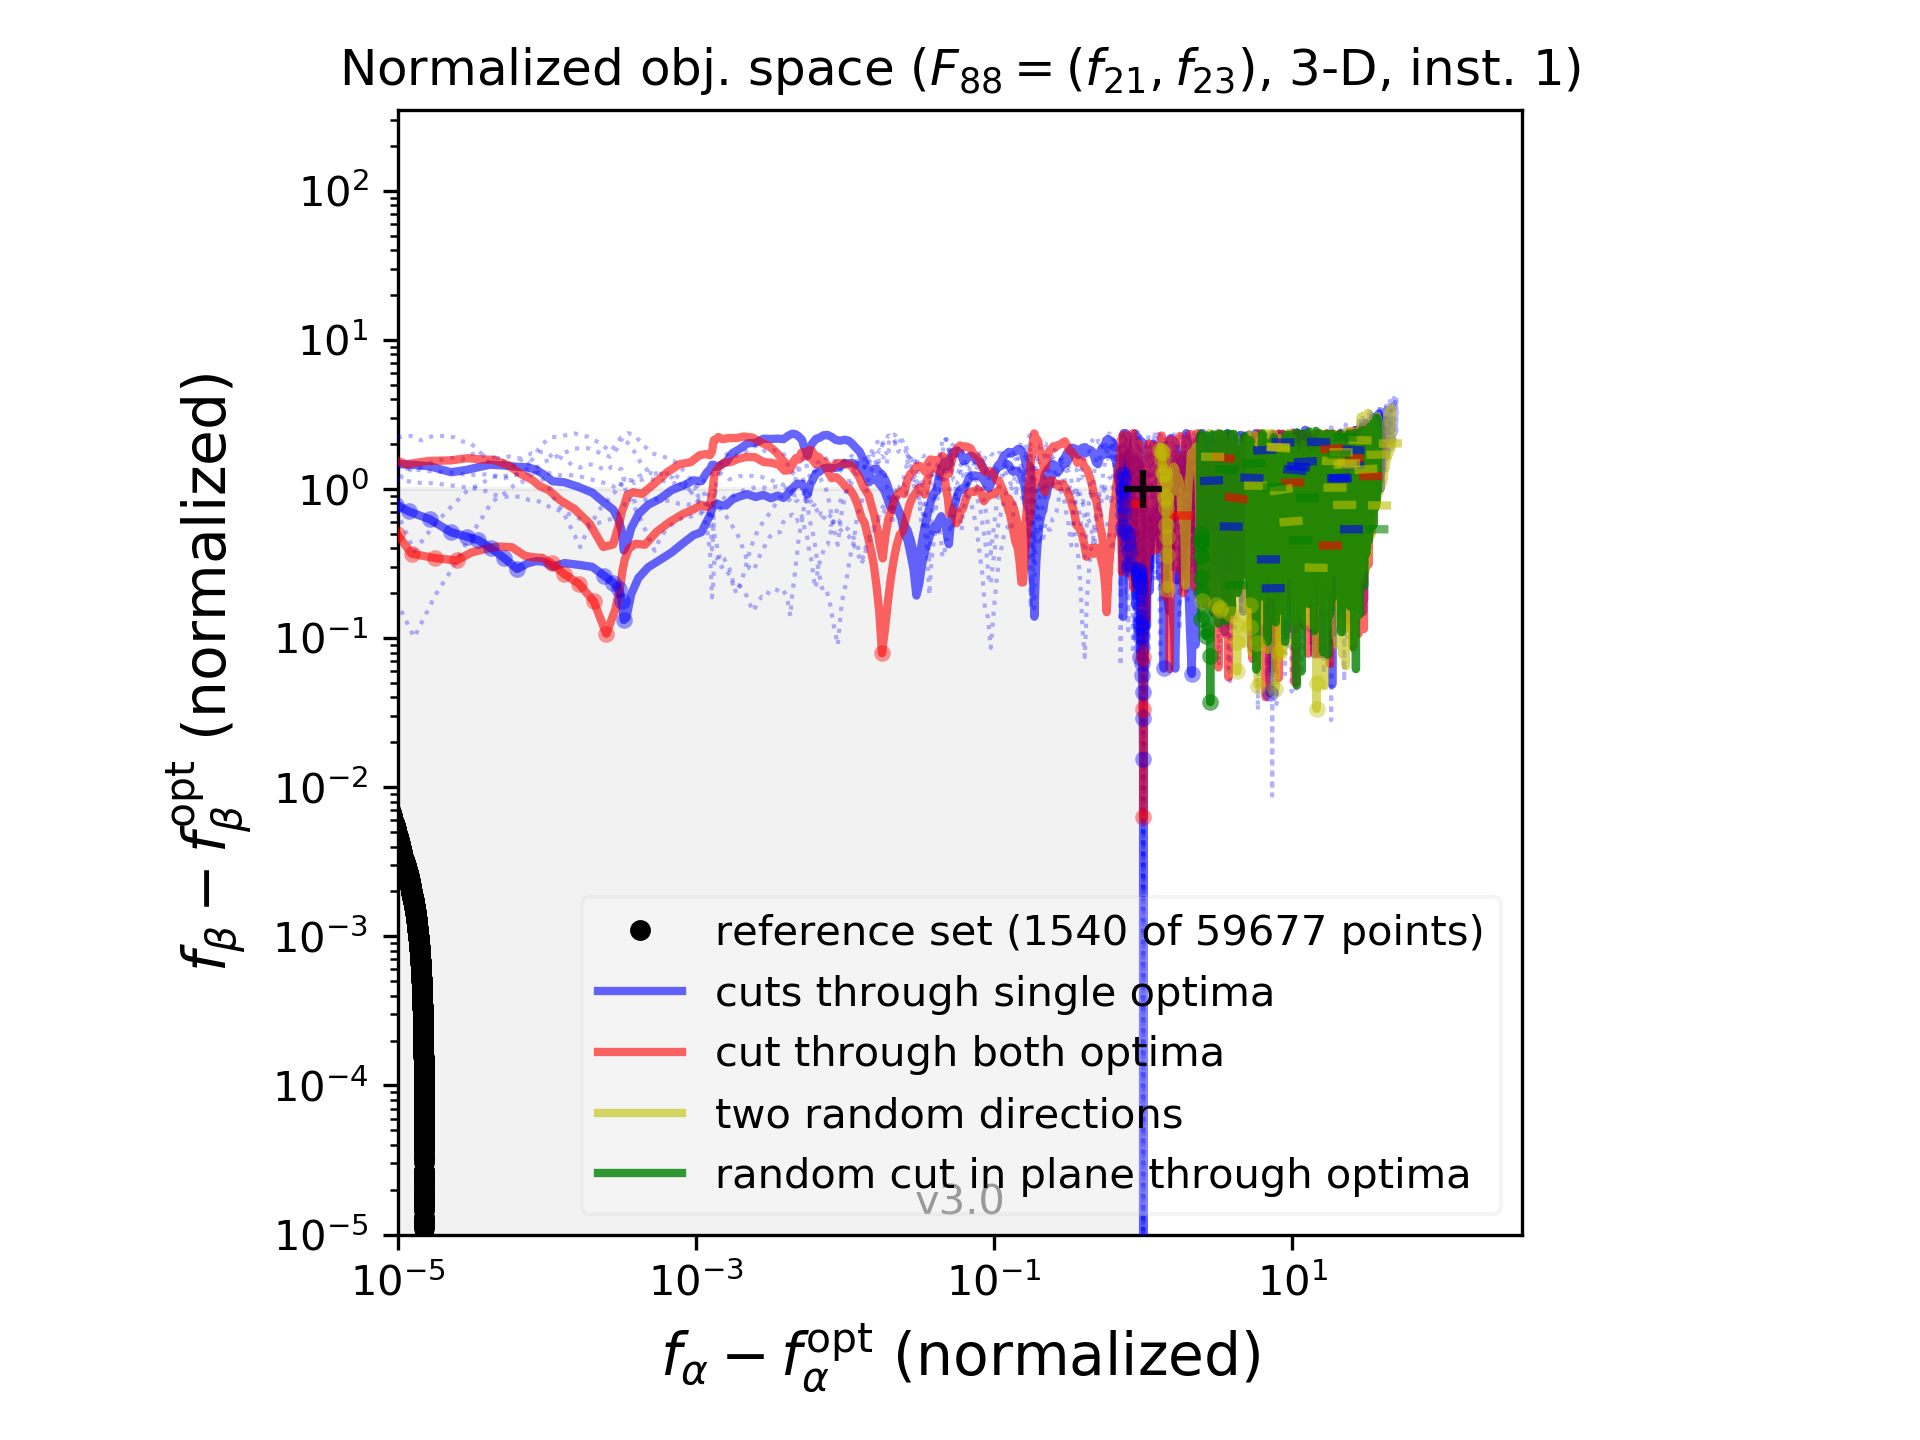 Normalized obj. space (F₈₈ = (f₂₁, f₂₃), 3-D, inst. 1)
10²
10¹
10⁰
10⁻¹
10⁻²
10⁻³
10⁻⁴
10⁻⁵
f_β − f_β^opt (normalized)
reference set (1540 of 59677 points)
cuts through single optima
cut through both optima
two random directions
random cut in plane through optima
v3.0
10⁻⁵ 10⁻³ 10⁻¹ 10¹
f_α − f_α^opt (normalized)